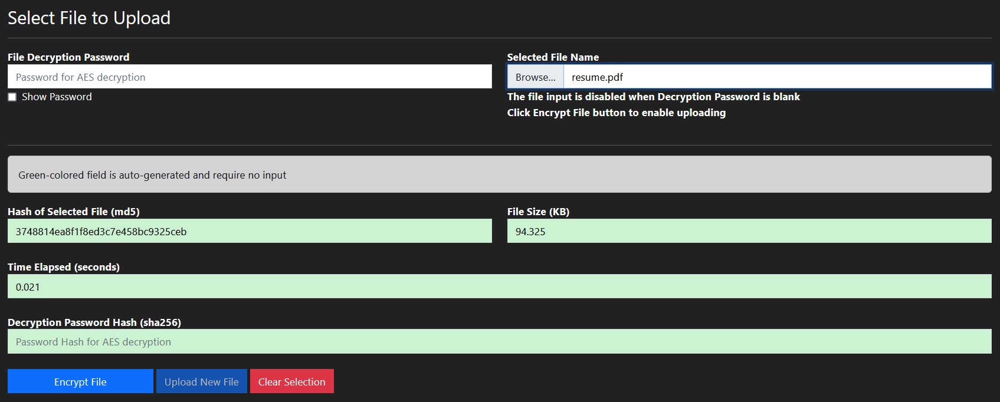 Select File to Upload
File Decryption Password
Password for AES decryption
Show Password
Selected File Name
Browse... resume.pdf
The file input is disabled when Decryption Password is blank
Click Encrypt File button to enable uploading
Green-colored field is auto-generated and require no input
Hash of Selected File (md5)
3748814ea8f1f8ed3c7e458bc9325ceb
File Size (KB)
94.325
Time Elapsed (seconds)
0.021
Decryption Password Hash (sha256)
Password Hash for AES decryption
Encrypt File Upload New File Clear Selection